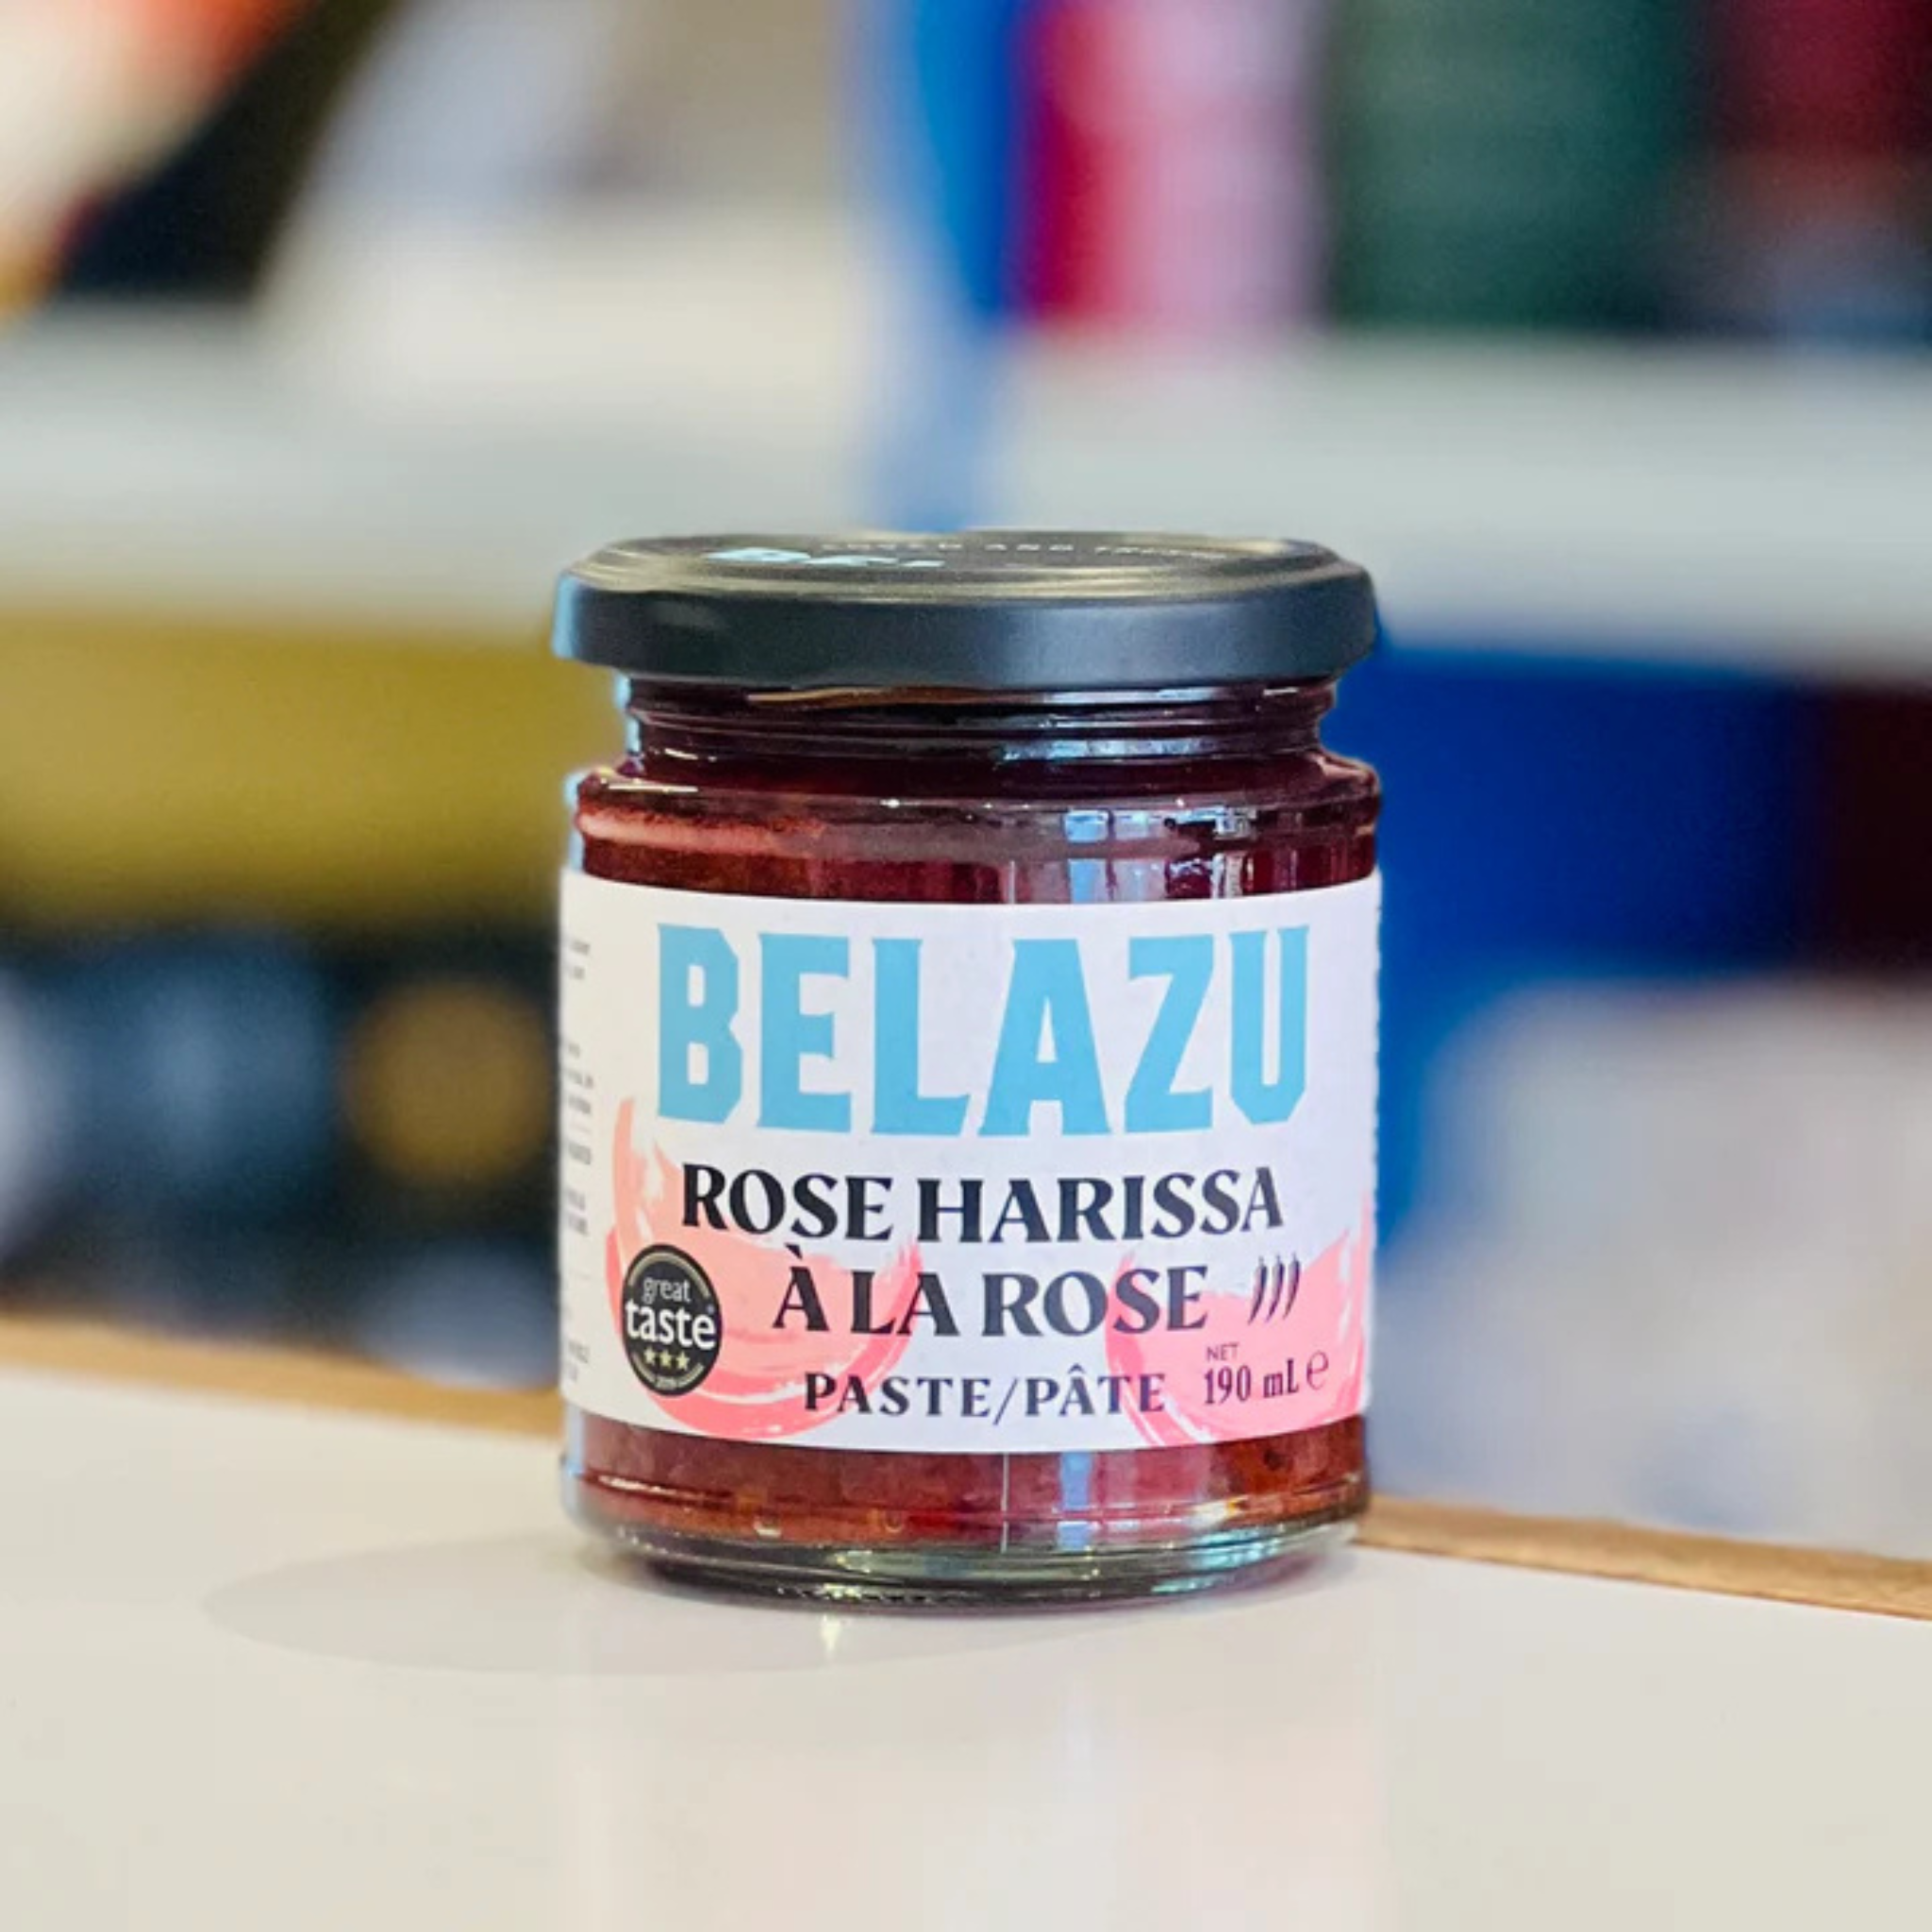 BELAZU
ROSE HARISSA
À LA ROSE
great
taste
PASTE/PÂTE
NET
190 mL ℮